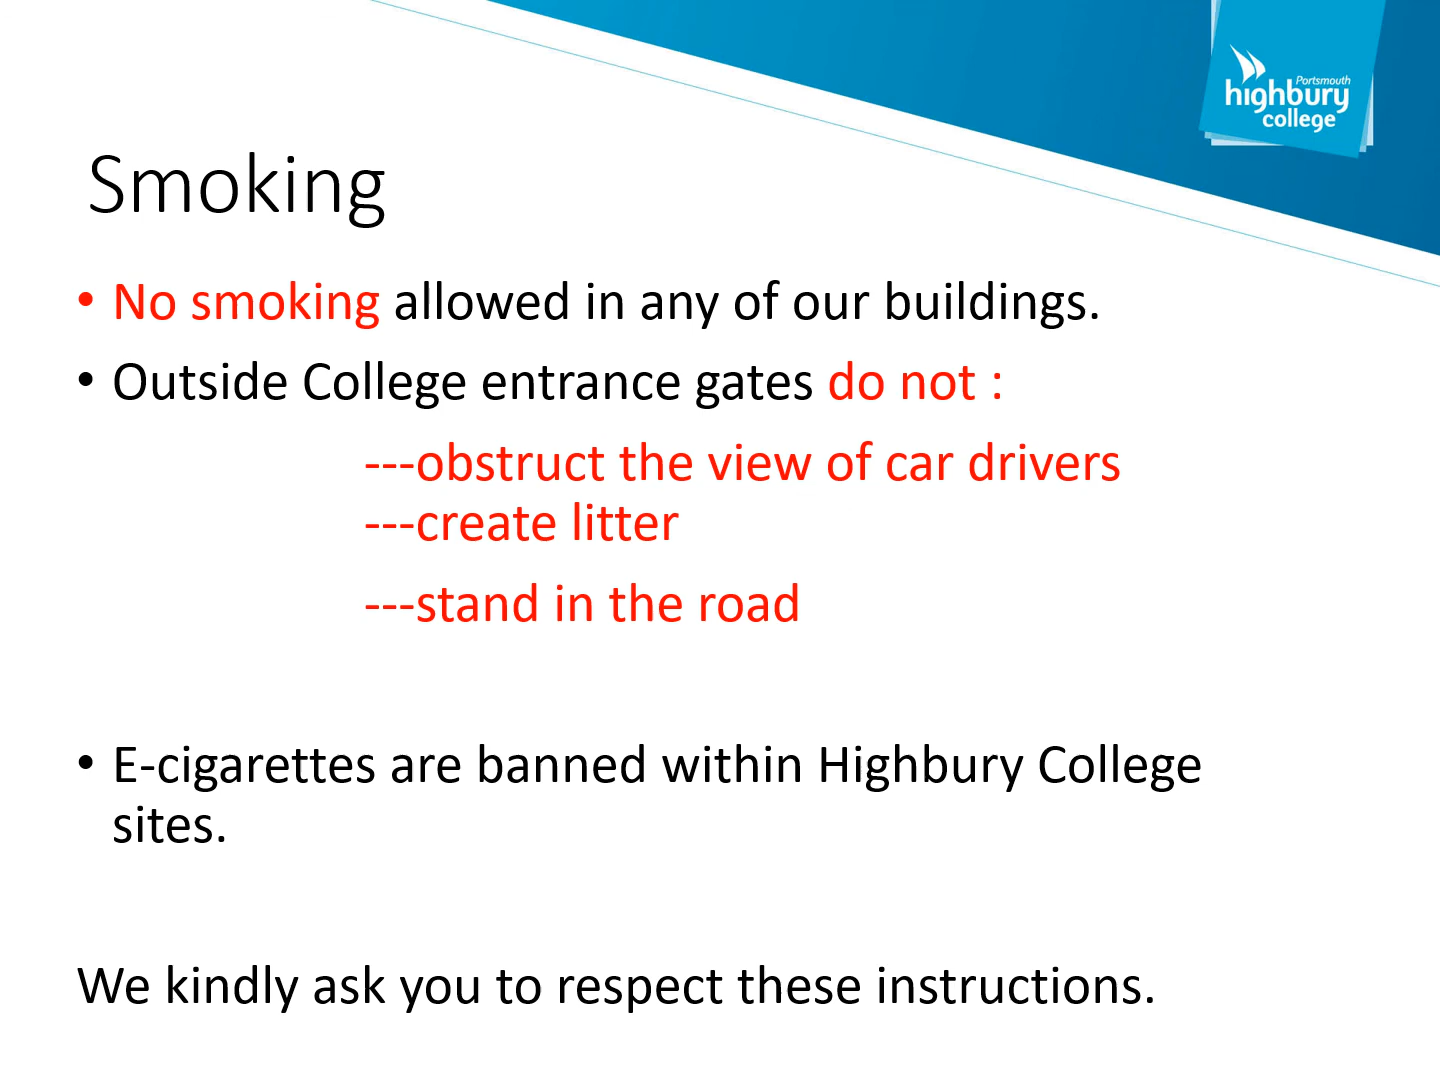 Portsmouth
highbury
college
Smoking
• No smoking allowed in any of our buildings.
• Outside College entrance gates do not :
---obstruct the view of car drivers
---create litter
---stand in the road
• E-cigarettes are banned within Highbury College
sites.
We kindly ask you to respect these instructions.